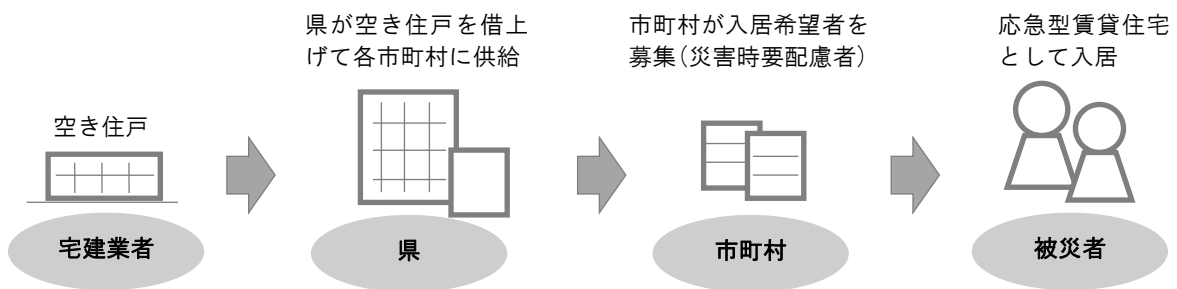 空き住戸
宅建業者
県が空き住戸を借上
げて各市町村に供給
県
市町村が入居希望者を
募集(災害時要配慮者)
市町村
応急型賃貸住宅
として入居
被災者